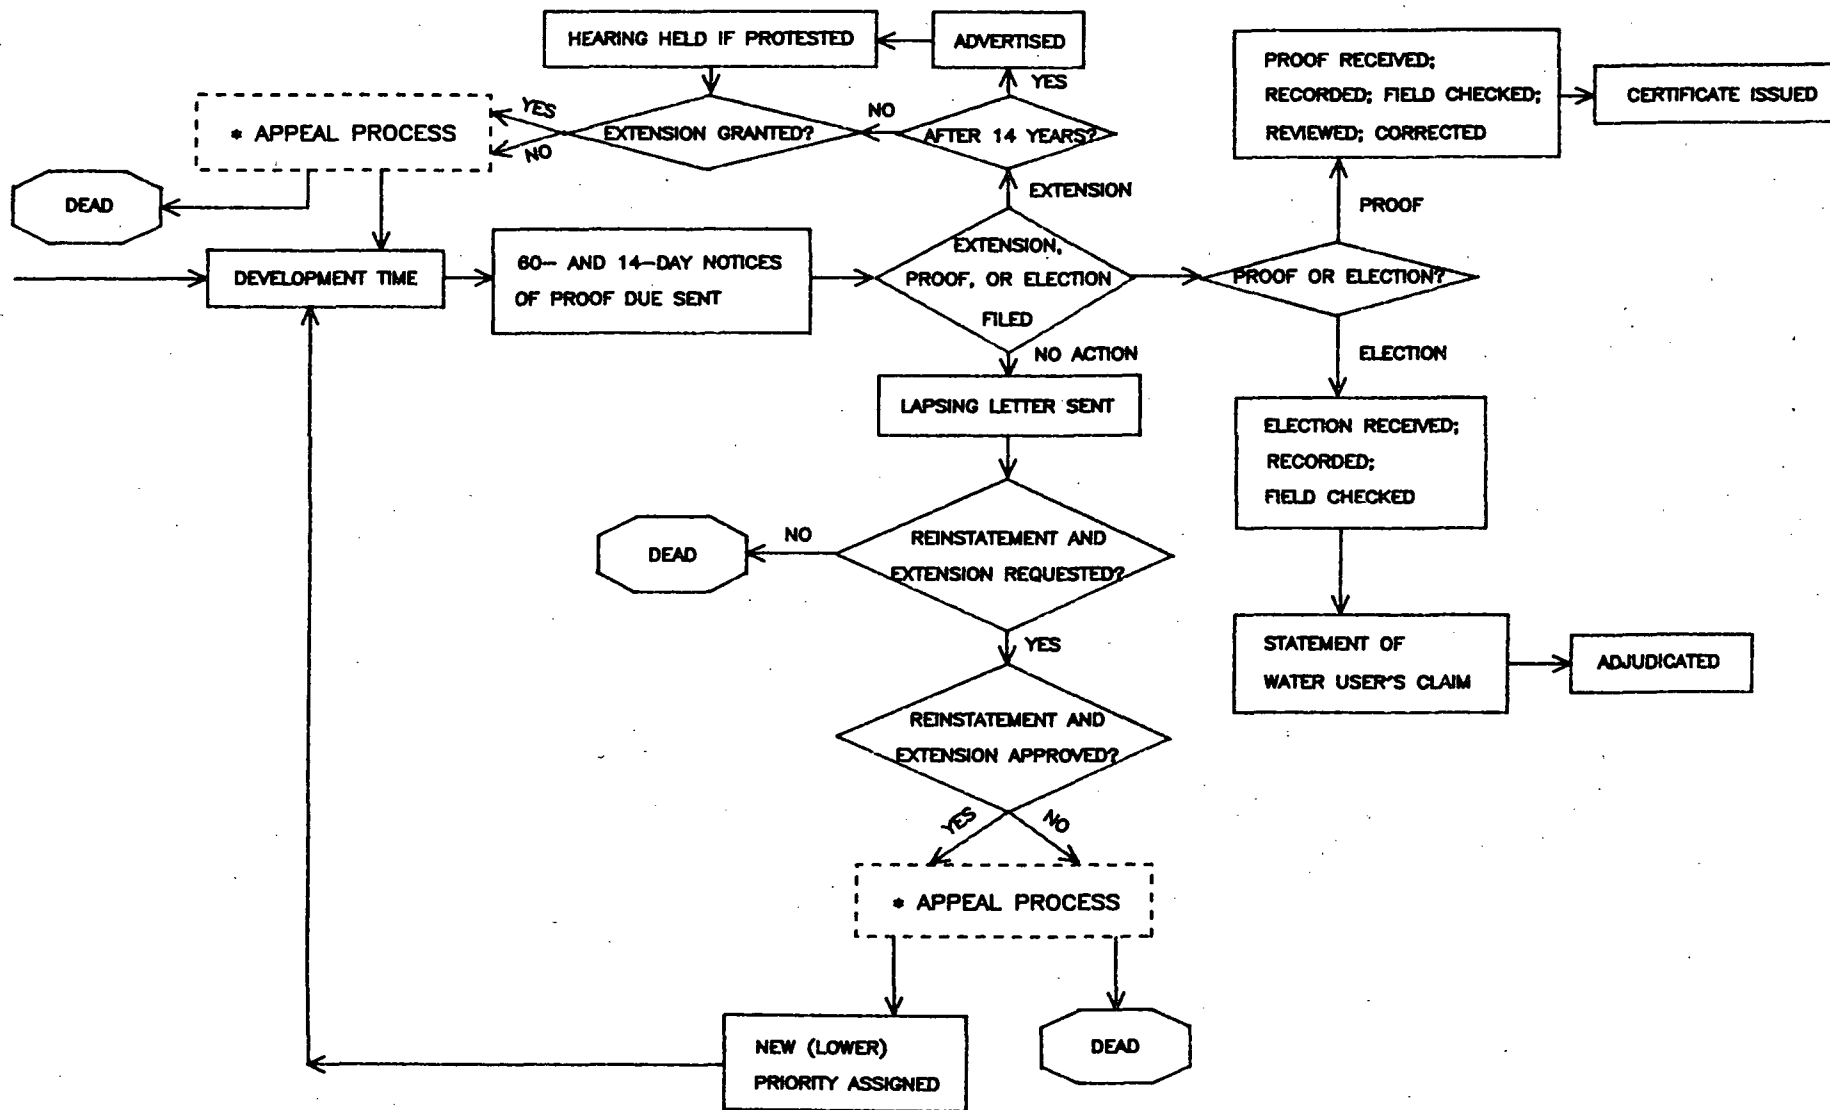 HEARING HELD IF PROTESTED
ADVERTISED
YES
PROOF RECEIVED;
RECORDED; FIELD CHECKED;
REVIEWED; CORRECTED
CERTIFICATE ISSUED
* APPEAL PROCESS
YES
NO
EXTENSION GRANTED?
NO
AFTER 14 YEARS?
EXTENSION
PROOF
DEAD
DEVELOPMENT TIME
60- AND 14-DAY NOTICES
OF PROOF DUE SENT
EXTENSION,
PROOF, OR ELECTION
FILED
PROOF OR ELECTION?
NO ACTION
ELECTION
LAPSING LETTER SENT
ELECTION RECEIVED;
RECORDED;
FIELD CHECKED
DEAD
NO
REINSTATEMENT AND
EXTENSION REQUESTED?
YES
STATEMENT OF
WATER USER'S CLAIM
ADJUDICATED
REINSTATEMENT AND
EXTENSION APPROVED?
YES
NO
* APPEAL PROCESS
NEW (LOWER)
PRIORITY ASSIGNED
DEAD